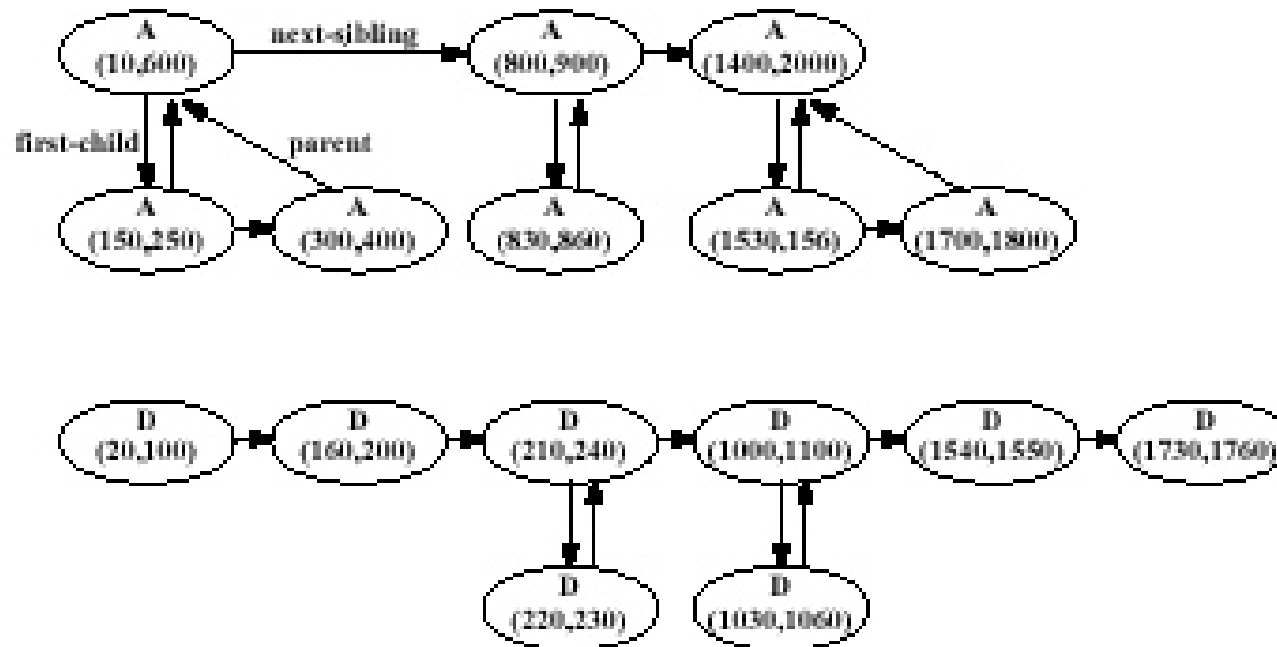 A
(10,600)
next-sibling
A
(800,900)
A
(1400,2000)
first-child
parent
A
(150,250)
A
(300,400)
A
(830,860)
A
(1530,156)
A
(1700,1800)
D
(20,100)
D
(160,200)
D
(210,240)
D
(1000,1100)
D
(1540,1550)
D
(1730,1760)
D
(220,230)
D
(1030,1060)